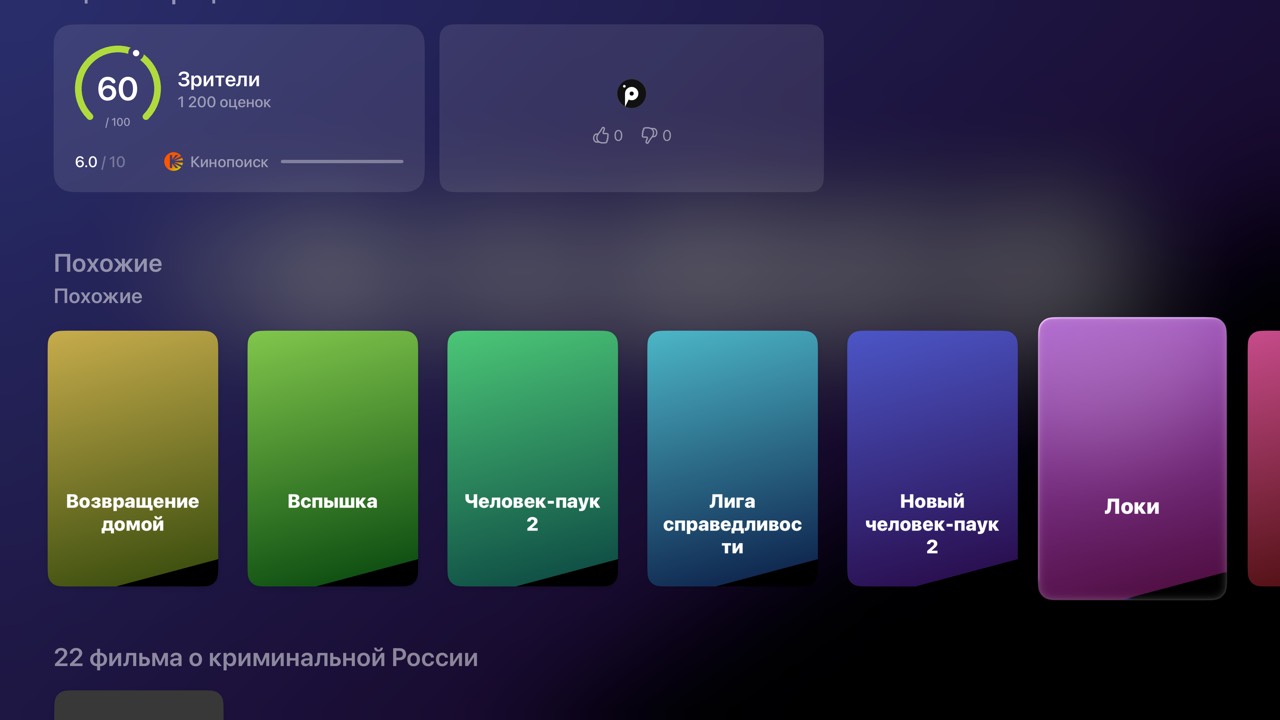 60
Зрители
1 200 оценок
/ 100
6.0 / 10
Кинопоиск
0
0
Похожие
Похожие
Возвращение
домой
Вспышка
Человек-паук
2
Лига
справедливос
ти
Новый
человек-паук
2
Локи
22 фильма о криминальной России